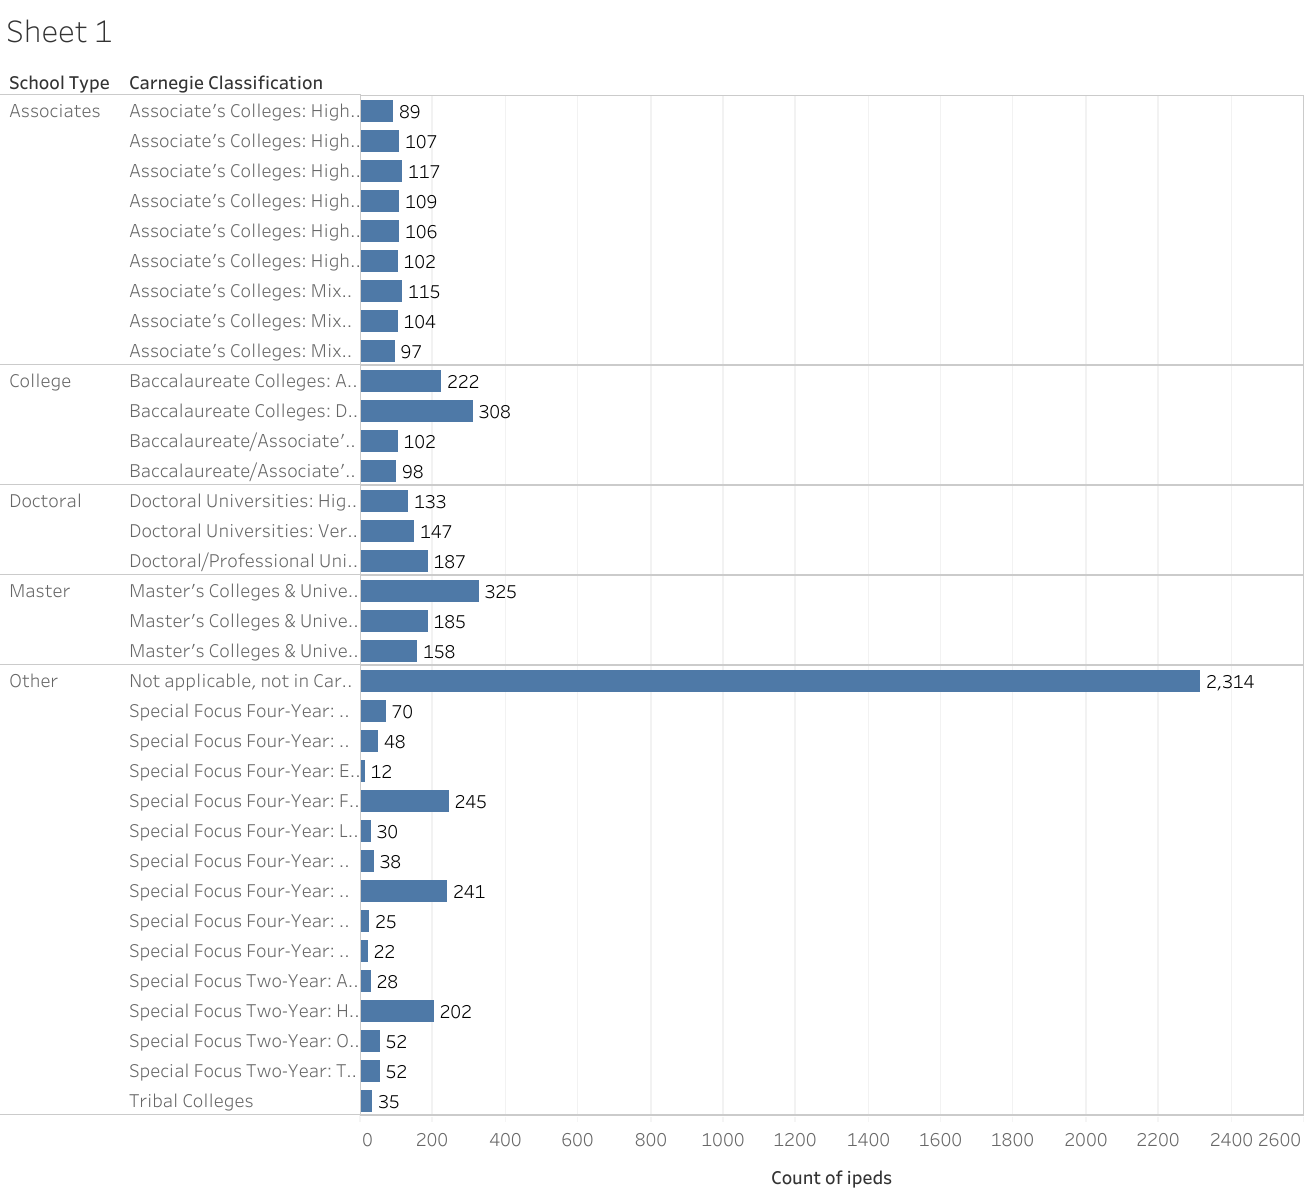 Sheet 1
School Type Carnegie Classification
Associates Associate's Colleges: High.. 89
Associate's Colleges: High.. 107
Associate's Colleges: High.. 117
Associate's Colleges: High.. 109
Associate's Colleges: High.. 106
Associate's Colleges: High.. 102
Associate's Colleges: Mix.. 115
Associate's Colleges: Mix.. 104
Associate's Colleges: Mix.. 97
College Baccalaureate Colleges: A.. 222
Baccalaureate Colleges: D.. 308
Baccalaureate/Associate'.. 102
Baccalaureate/Associate'.. 98
Doctoral Doctoral Universities: Hig.. 133
Doctoral Universities: Ver.. 147
Doctoral/Professional Uni.. 187
Master Master's Colleges & Unive.. 325
Master's Colleges & Unive.. 185
Master's Colleges & Unive.. 158
Other Not applicable, not in Car.. 2,314
Special Focus Four-Year: .. 70
Special Focus Four-Year: .. 48
Special Focus Four-Year: E.. 12
Special Focus Four-Year: F.. 245
Special Focus Four-Year: L.. 30
Special Focus Four-Year: .. 38
Special Focus Four-Year: .. 241
Special Focus Four-Year: .. 25
Special Focus Four-Year: .. 22
Special Focus Two-Year: A.. 28
Special Focus Two-Year: H.. 202
Special Focus Two-Year: O.. 52
Special Focus Two-Year: T.. 52
Tribal Colleges 35
0 200 400 600 800 1000 1200 1400 1600 1800 2000 2200 2400 2600
Count of ipeds